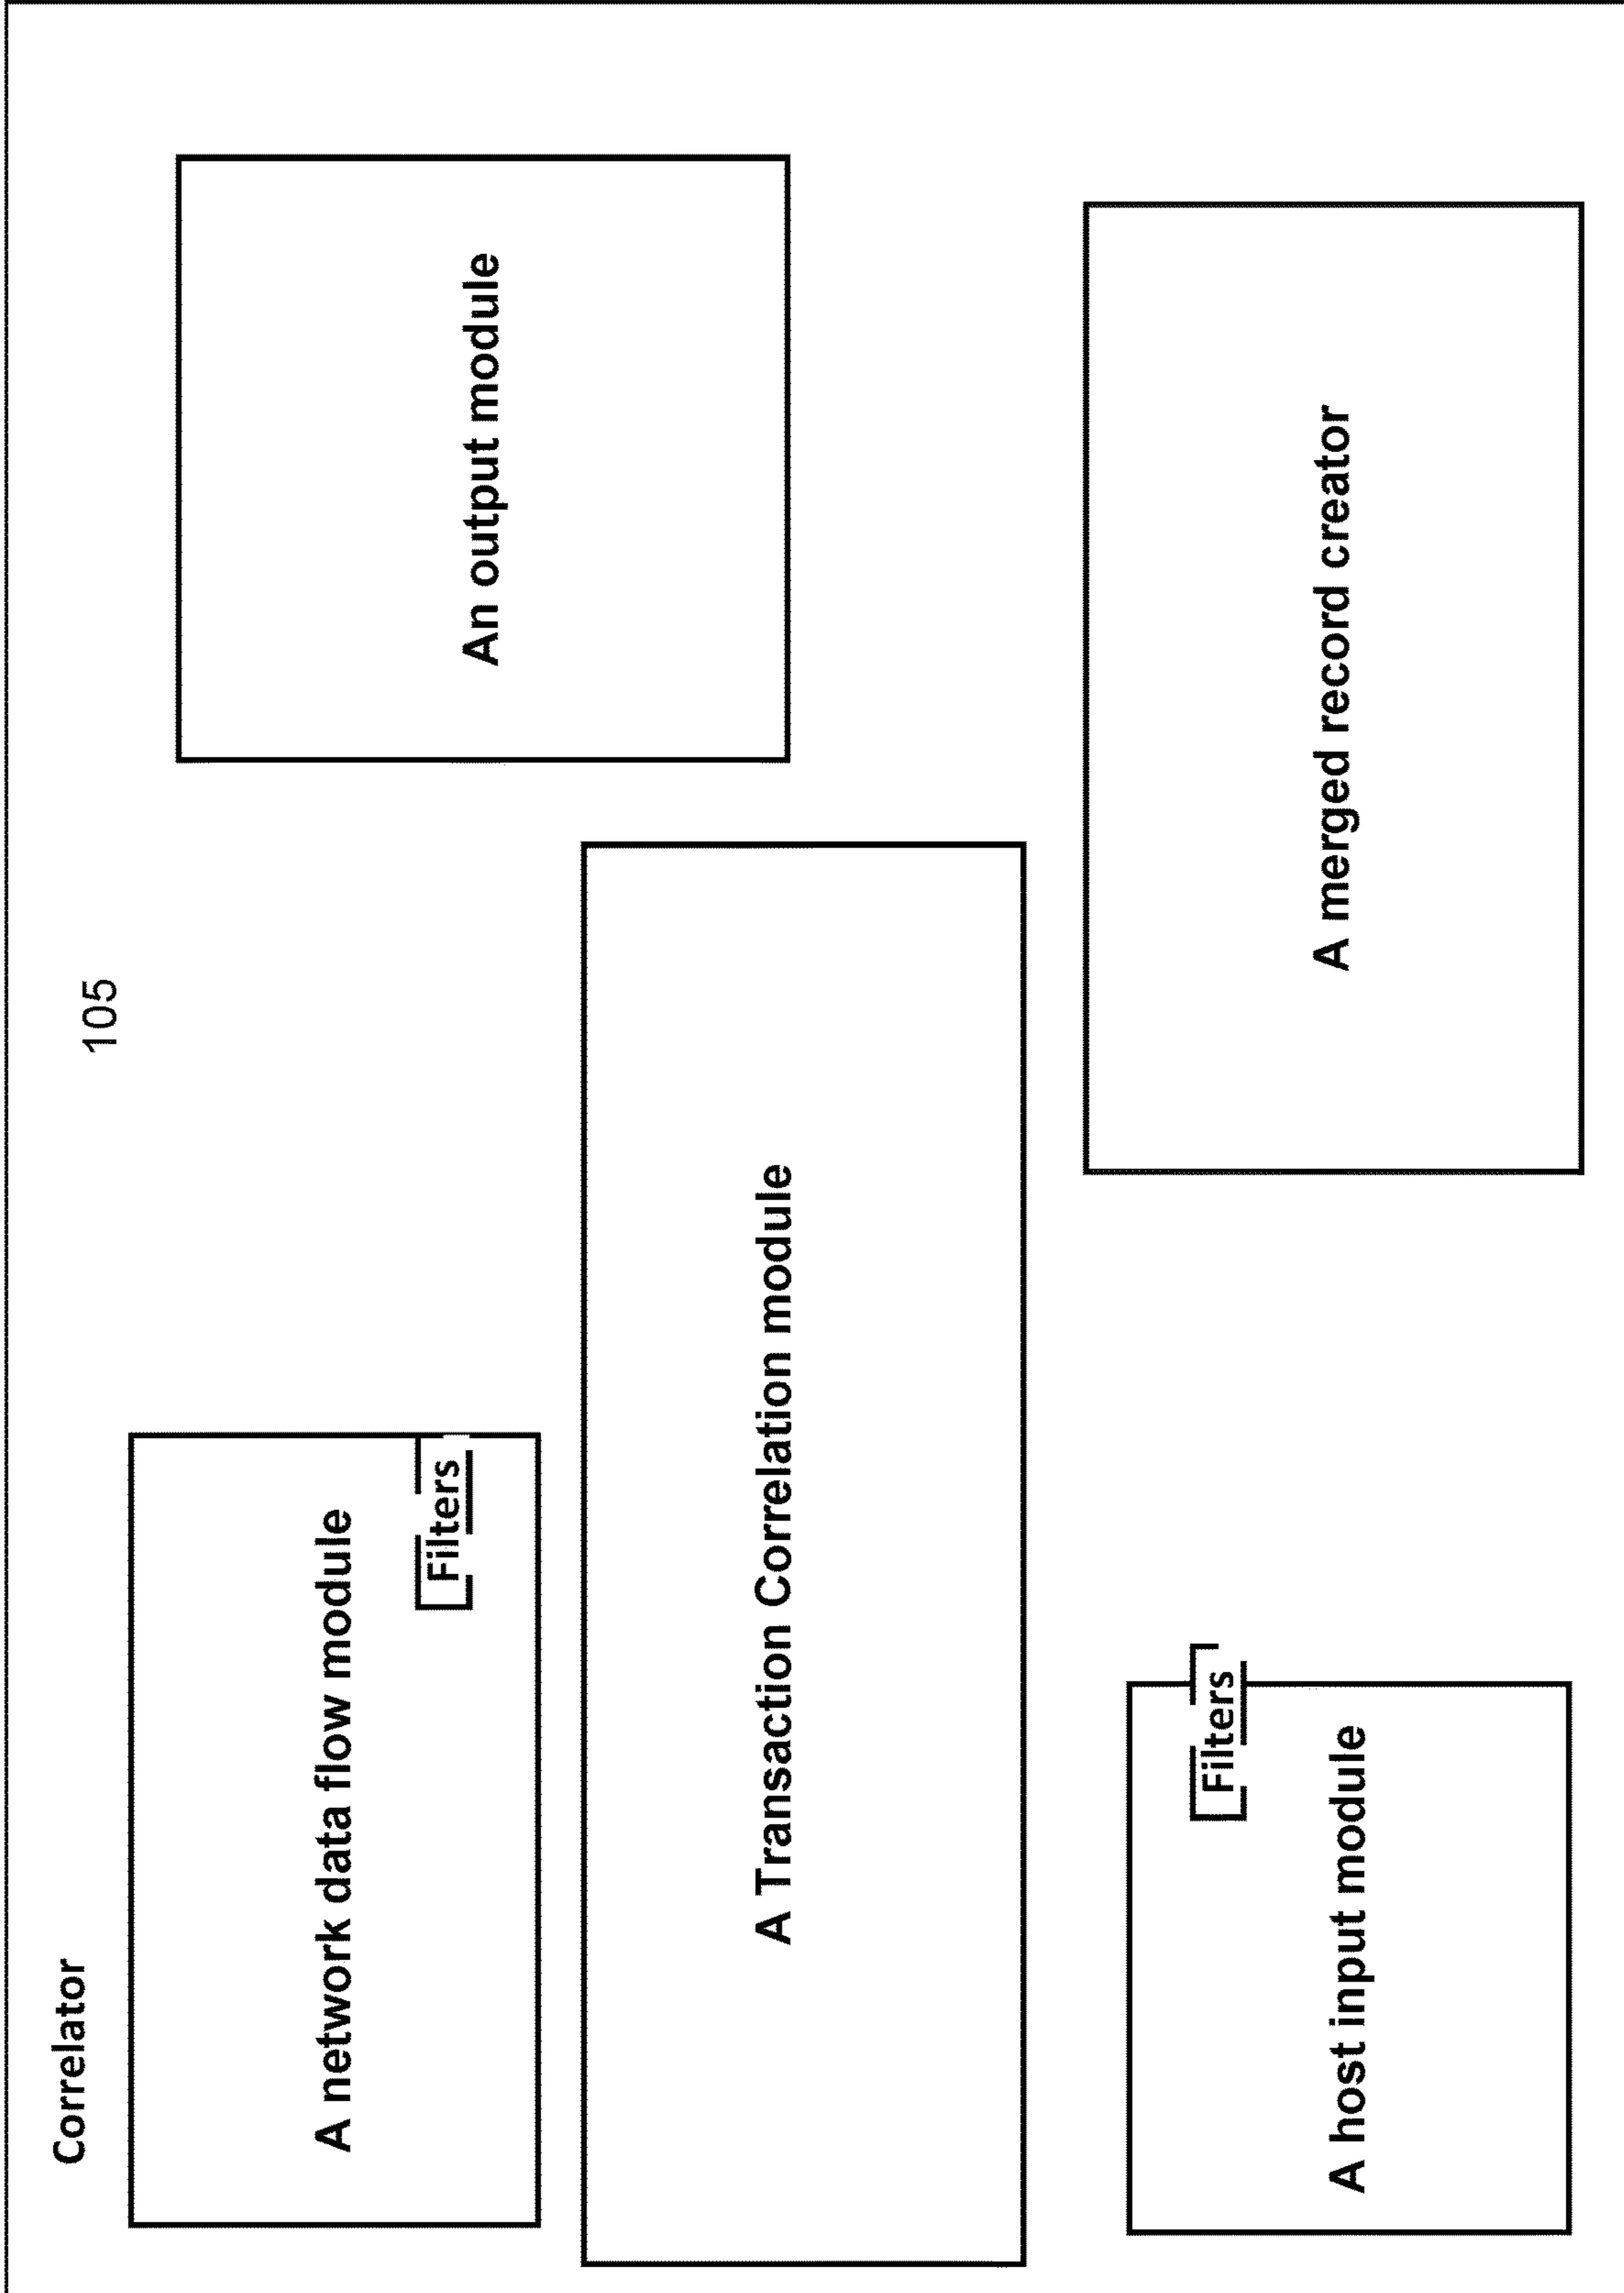 Correlator
105
A network data flow module
Filters
An output module
A Transaction Correlation module
Filters
A host input module
A merged record creator